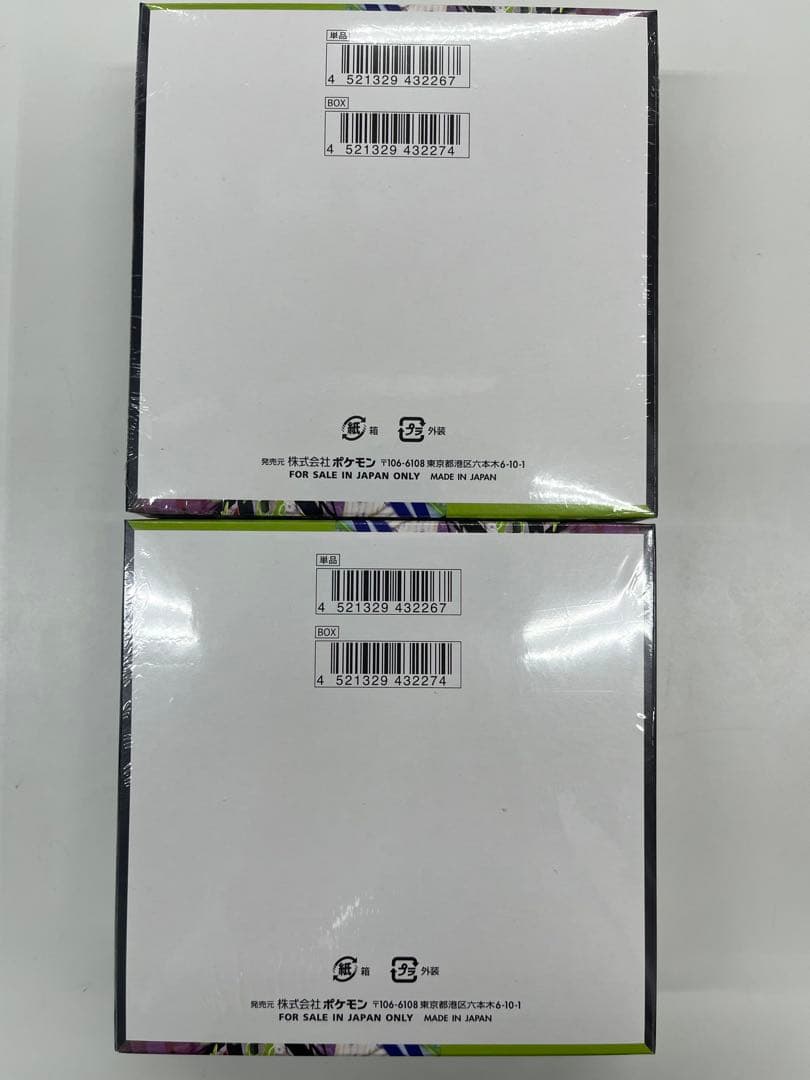 単品
4 521329 432267
BOX
4 521329 432274
紙 箱 プラ 外装
発売元 株式会社ポケモン 〒106-6108 東京都港区六本木6-10-1
FOR SALE IN JAPAN ONLY MADE IN JAPAN
単品
4 521329 432267
BOX
4 521329 432274
紙 箱 プラ 外装
発売元 株式会社ポケモン 〒106-6108 東京都港区六本木6-10-1
FOR SALE IN JAPAN ONLY MADE IN JAPAN